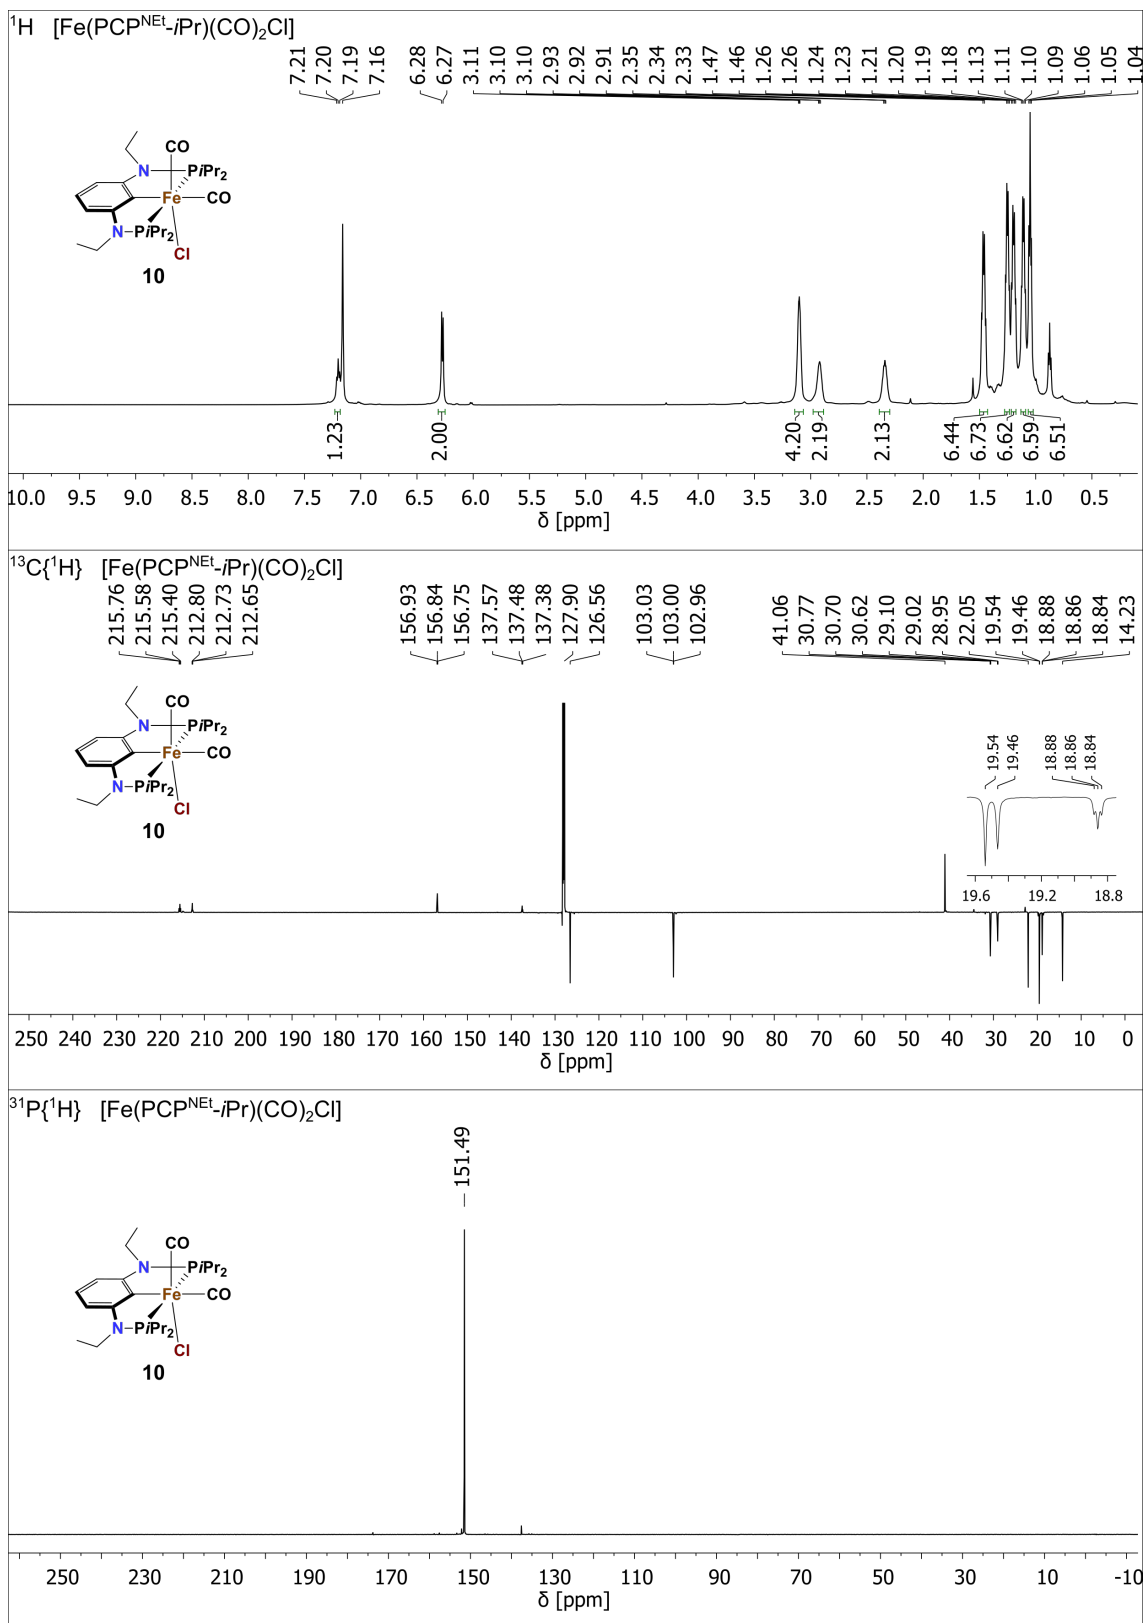 ¹H [Fe(PCP^NEt-iPr)(CO)₂Cl]
7.21 7.20 7.19 7.16 6.28 6.27 3.11 3.10 3.10 2.93 2.92 2.91 2.35 2.34 2.33 1.47 1.46 1.26 1.26 1.24 1.23 1.21 1.20 1.19 1.18 1.13 1.11 1.10 1.09 1.06 1.05 1.04
CO
N PiPr₂
Fe CO
N PiPr₂
Cl
10
1.23 2.00 4.20 2.19 2.13 6.44 6.73 6.62 6.59 6.51
10.0 9.5 9.0 8.5 8.0 7.5 7.0 6.5 6.0 5.5 5.0 4.5 4.0 3.5 3.0 2.5 2.0 1.5 1.0 0.5
δ [ppm]
¹³C{¹H} [Fe(PCP^NEt-iPr)(CO)₂Cl]
215.76 215.58 215.40 212.80 212.73 212.65 156.93 156.84 156.75 137.57 137.48 137.38 127.90 126.56 103.03 103.00 102.96 41.06 30.77 30.70 30.62 29.10 29.02 28.95 22.05 19.54 19.46 18.88 18.86 18.84 14.23
CO
N PiPr₂
Fe CO
N PiPr₂
Cl
10
19.54 19.46 18.88 18.86 18.84
19.6 19.2 18.8
250 240 230 220 210 200 190 180 170 160 150 140 130 120 110 100 90 80 70 60 50 40 30 20 10 0
δ [ppm]
³¹P{¹H} [Fe(PCP^NEt-iPr)(CO)₂Cl]
151.49
CO
N PiPr₂
Fe CO
N PiPr₂
Cl
10
250 230 210 190 170 150 130 110 90 70 50 30 10 -10
δ [ppm]